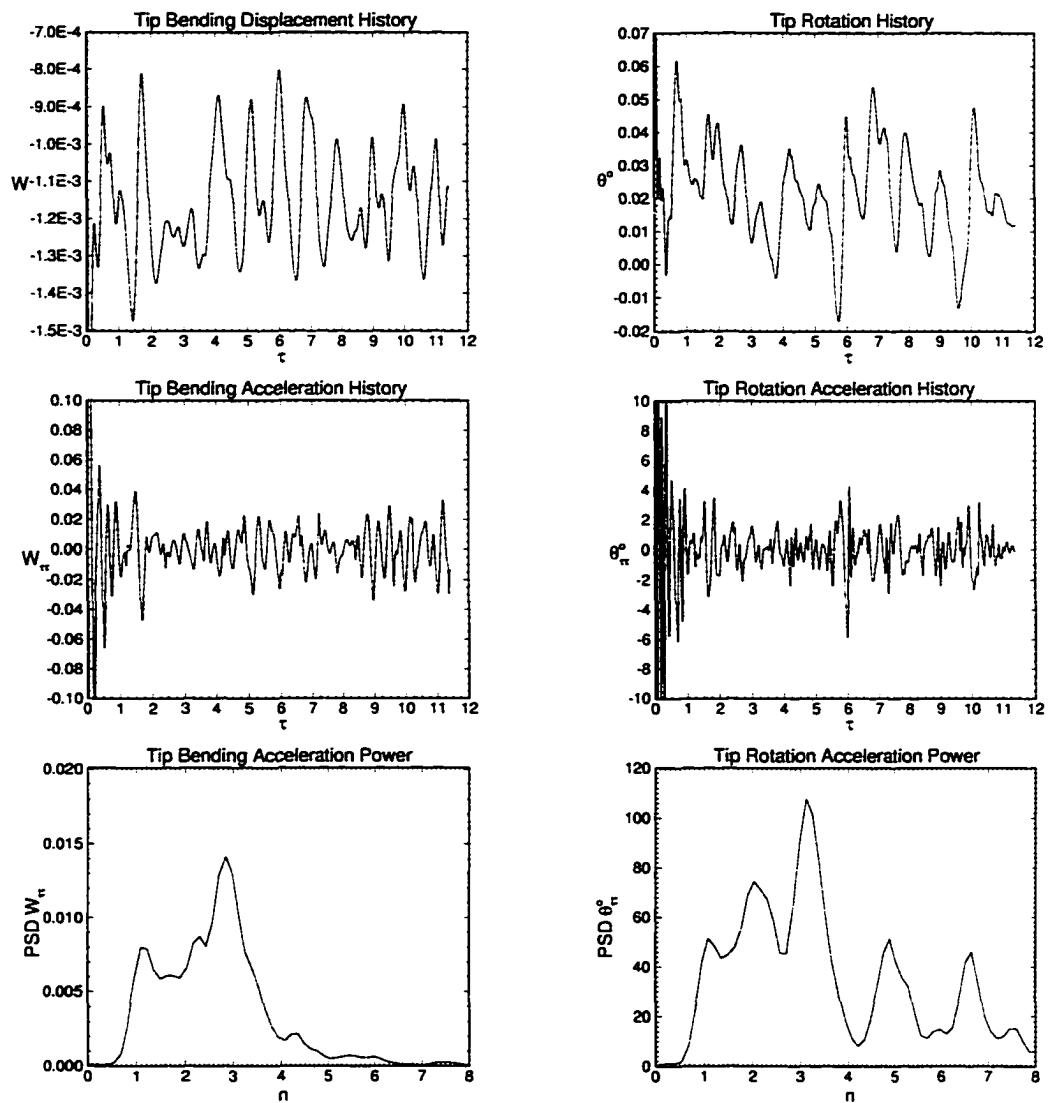 Tip Bending Displacement History
-7.0E-4
-8.0E-4
-9.0E-4
-1.0E-3
W -1.1E-3
-1.2E-3
-1.3E-3
-1.4E-3
-1.5E-3
0 1 2 3 4 5 6 7 8 9 10 11 12
τ
Tip Rotation History
0.07
0.06
0.05
0.04
0.03
θ°
0.02
0.01
0.00
-0.01
-0.02
0 1 2 3 4 5 6 7 8 9 10 11 12
τ
Tip Bending Acceleration History
0.10
0.08
0.06
0.04
0.02
0.00
Wττ
-0.02
-0.04
-0.06
-0.08
-0.10
0 1 2 3 4 5 6 7 8 9 10 11 12
τ
Tip Rotation Acceleration History
10
8
6
4
2
0
θ°ττ
-2
-4
-6
-8
-10
0 1 2 3 4 5 6 7 8 9 10 11 12
τ
Tip Bending Acceleration Power
0.020
0.015
0.010
PSD Wττ
0.005
0.000
0 1 2 3 4 5 6 7 8
n
Tip Rotation Acceleration Power
120
100
80
60
PSD θ°ττ
40
20
0
0 1 2 3 4 5 6 7 8
n